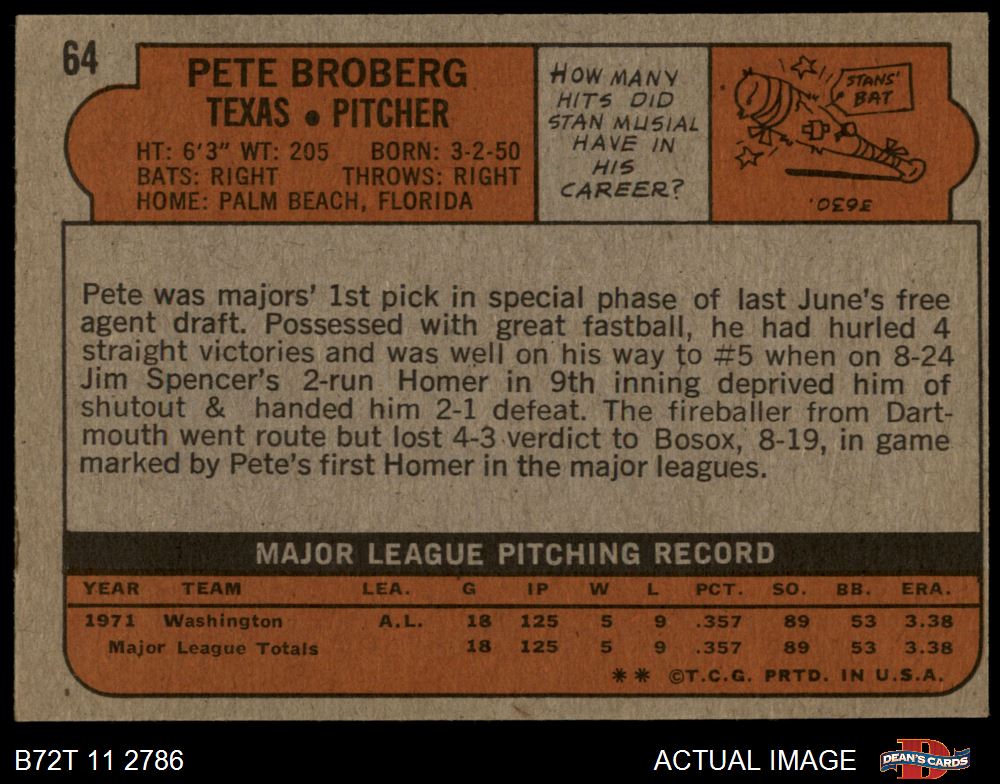 64
PETE BROBERG
TEXAS • PITCHER
HT: 6'3" WT: 205 BORN: 3-2-50
BATS: RIGHT THROWS: RIGHT
HOME: PALM BEACH, FLORIDA
HOW MANY
HITS DID
STAN MUSIAL
HAVE IN
HIS
CAREER?
STANS'
BAT
3630.
Pete was majors' 1st pick in special phase of last June's free
agent draft. Possessed with great fastball, he had hurled 4
straight victories and was well on his way to #5 when on 8-24
Jim Spencer's 2-run Homer in 9th inning deprived him of
shutout & handed him 2-1 defeat. The fireballer from Dart-
mouth went route but lost 4-3 verdict to Bosox, 8-19, in game
marked by Pete's first Homer in the major leagues.
MAJOR LEAGUE PITCHING RECORD
YEAR TEAM LEA. G IP W L PCT. SO. BB. ERA.
1971 Washington A.L. 18 125 5 9 .357 89 53 3.38
Major League Totals 18 125 5 9 .357 89 53 3.38
** ©T.C.G. PRTD. IN U.S.A.
B72T 11 2786 ACTUAL IMAGE D DEAN'S CARDS